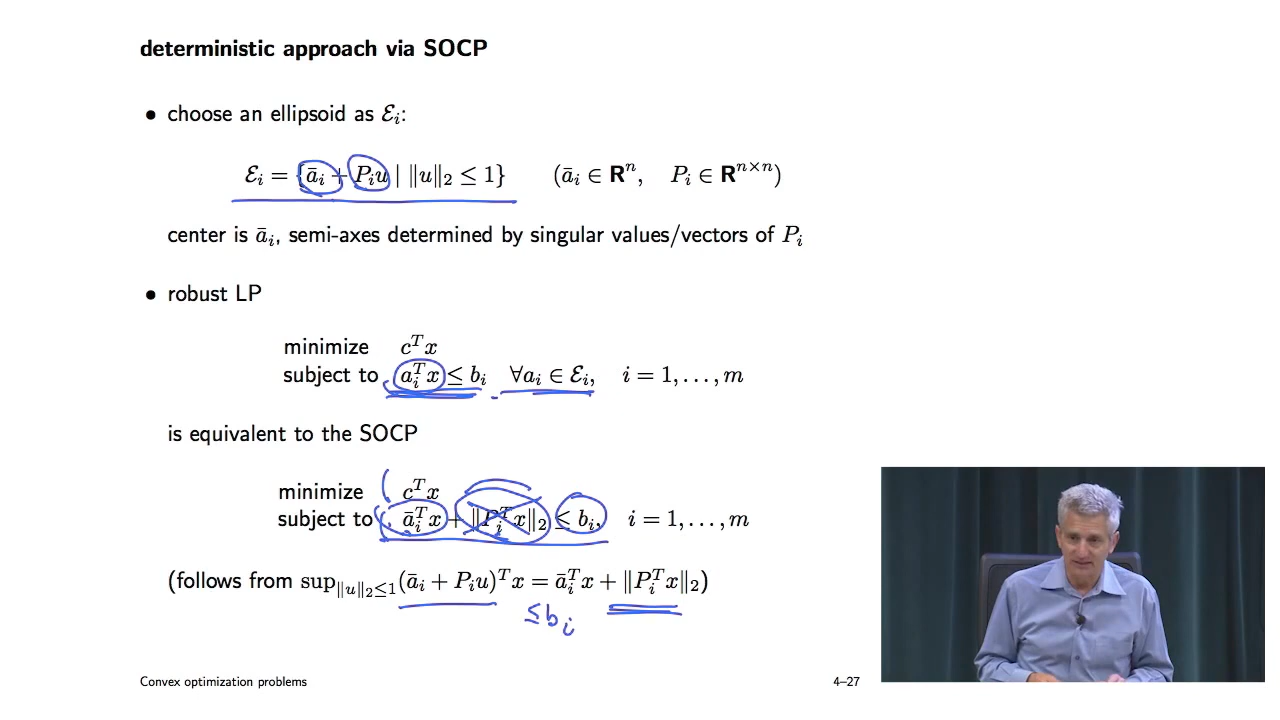 deterministic approach via SOCP
• choose an ellipsoid as ℰᵢ:
ℰᵢ = {āᵢ + Pᵢu | ‖u‖₂ ≤ 1} (āᵢ ∈ Rⁿ, Pᵢ ∈ Rⁿˣⁿ)
center is āᵢ, semi-axes determined by singular values/vectors of Pᵢ
• robust LP
minimize cᵀx
subject to aᵢᵀx ≤ bᵢ ∀aᵢ ∈ ℰᵢ, i = 1, . . . , m
is equivalent to the SOCP
minimize cᵀx
subject to āᵢᵀx + ‖Pᵢᵀx‖₂ ≤ bᵢ, i = 1, . . . , m
(follows from sup‖u‖₂≤1(āᵢ + Pᵢu)ᵀx = āᵢᵀx + ‖Pᵢᵀx‖₂)
≤ bᵢ
Convex optimization problems 4–27